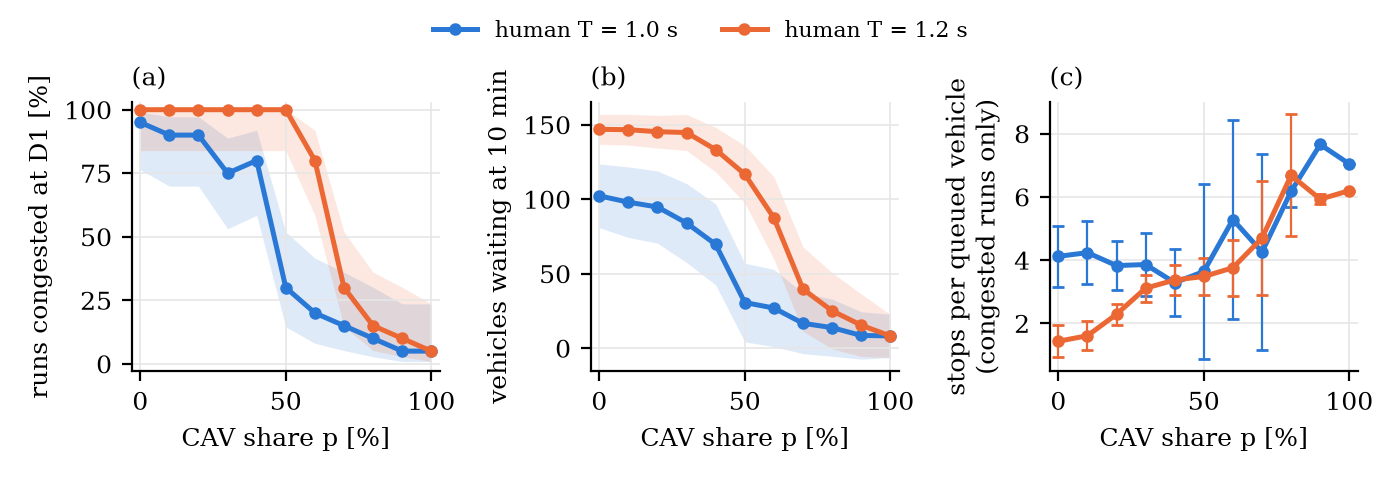 human T = 1.0 s
human T = 1.2 s
(a)
runs congested at D1 [%]
100
75
50
25
0
0
50
100
CAV share p [%]
(b)
vehicles waiting at 10 min
150
100
50
0
0
50
100
CAV share p [%]
(c)
stops per queued vehicle
(congested runs only)
8
6
4
2
0
50
100
CAV share p [%]